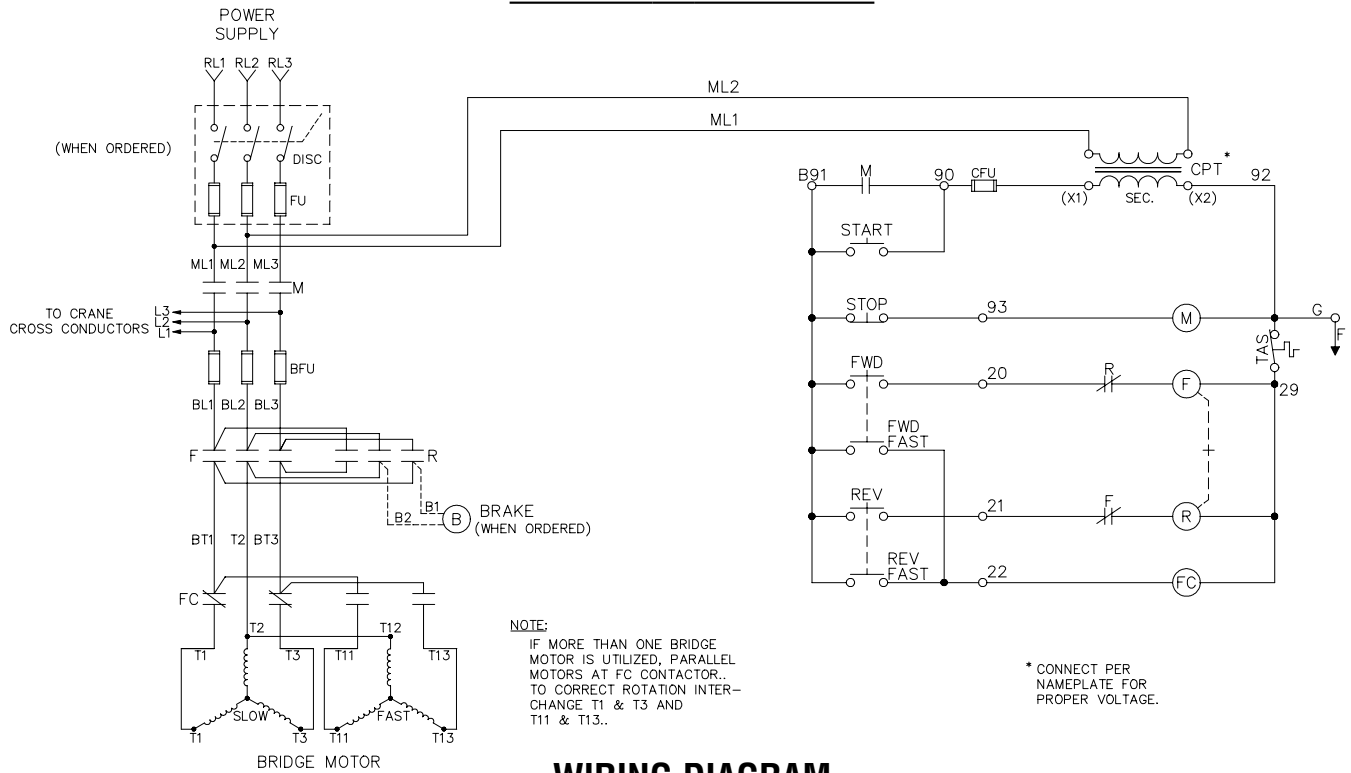 POWER
SUPPLY
RL1 RL2 RL3
(WHEN ORDERED)
DISC
FU
ML2
ML1
CPT *
B91 M 90 CFU (X1) SEC. (X2) 92
START
ML1 ML2 ML3
M
TO CRANE
CROSS CONDUCTORS
L3
L2
L1
STOP 93 M G
F
TAS
BFU
FWD 20 R F 29
BL1 BL2 BL3
FWD
FAST
F R
REV 21 F R
B1
B2 B BRAKE
(WHEN ORDERED)
BT1 T2 BT3
REV
FAST 22 FC
FC
T2 T12
T1 T3 T11 T13
SLOW FAST
T1 T3 T11 T13
BRIDGE MOTOR
NOTE:
IF MORE THAN ONE BRIDGE
MOTOR IS UTILIZED, PARALLEL
MOTORS AT FC CONTACTOR..
TO CORRECT ROTATION INTER–
CHANGE T1 & T3 AND
T11 & T13..
* CONNECT PER
NAMEPLATE FOR
PROPER VOLTAGE.
WIRING DIAGRAM